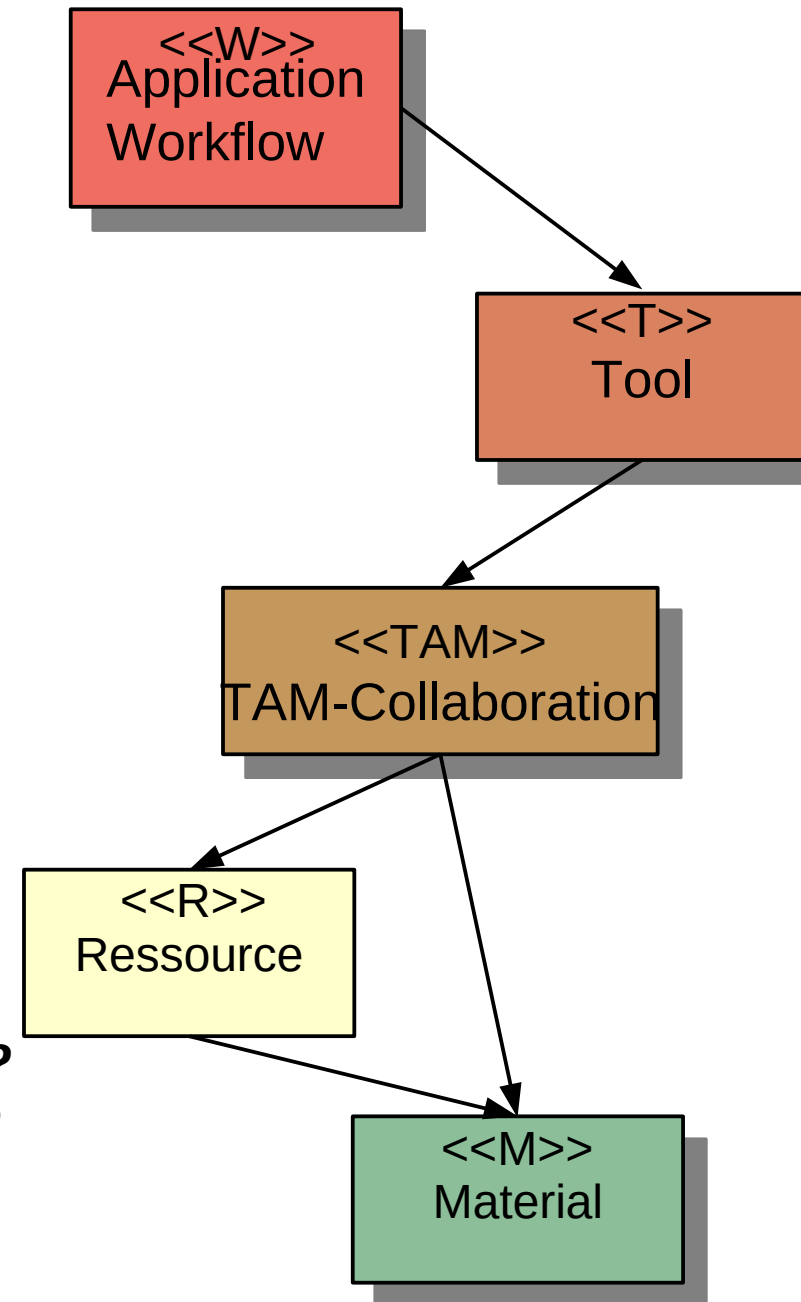 <<W>>
Application
Workflow
<<T>>
Tool
<<TAM>>
TAM-Collaboration
<<R>>
Ressource
?
<<M>>
Material